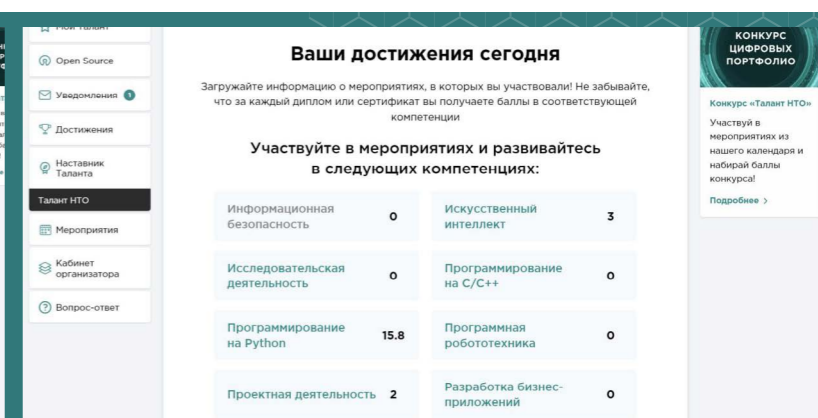 Мой Талант
Open Source
Уведомления 1
Достижения
Наставник
Таланта
Талант НТО
Мероприятия
Кабинет
организатора
Вопрос-ответ
Ваши достижения сегодня
Загружайте информацию о мероприятиях, в которых вы участвовали! Не забывайте,
что за каждый диплом или сертификат вы получаете баллы в соответствующей
компетенции
Участвуйте в мероприятиях и развивайтесь
в следующих компетенциях:
Информационная
безопасность
0
Искусственный
интеллект
3
Исследовательская
деятельность
0
Программирование
на C/C++
0
Программирование
на Python
15.8
Программная
робототехника
0
Проектная деятельность 2
Разработка бизнес-
приложений
0
КОНКУРС
ЦИФРОВЫХ
ПОРТФОЛИО
Конкурс «Талант НТО»
Участвуй в
мероприятиях из
нашего календаря и
набирай баллы
конкурса!
Подробнее >